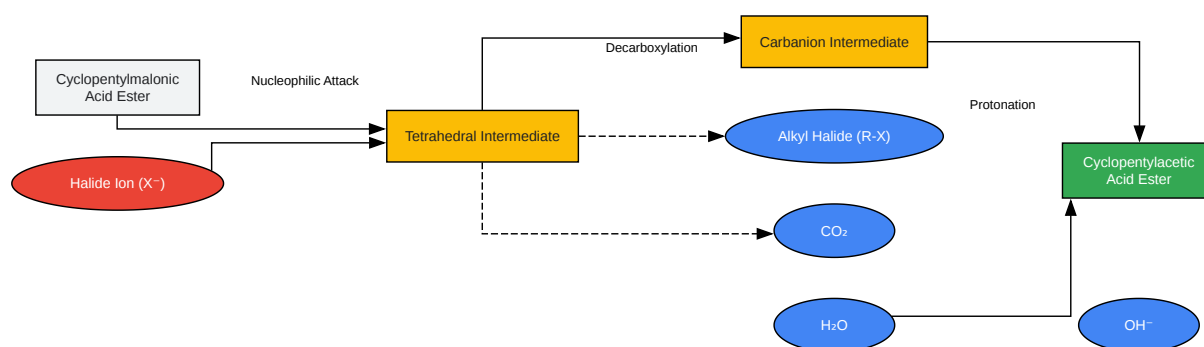 Cyclopentylmalonic
Acid Ester
Nucleophilic Attack
Halide Ion (X⁻)
Tetrahedral Intermediate
Decarboxylation
Carbanion Intermediate
Alkyl Halide (R-X)
CO₂
Protonation
Cyclopentylacetic
Acid Ester
H₂O
OH⁻